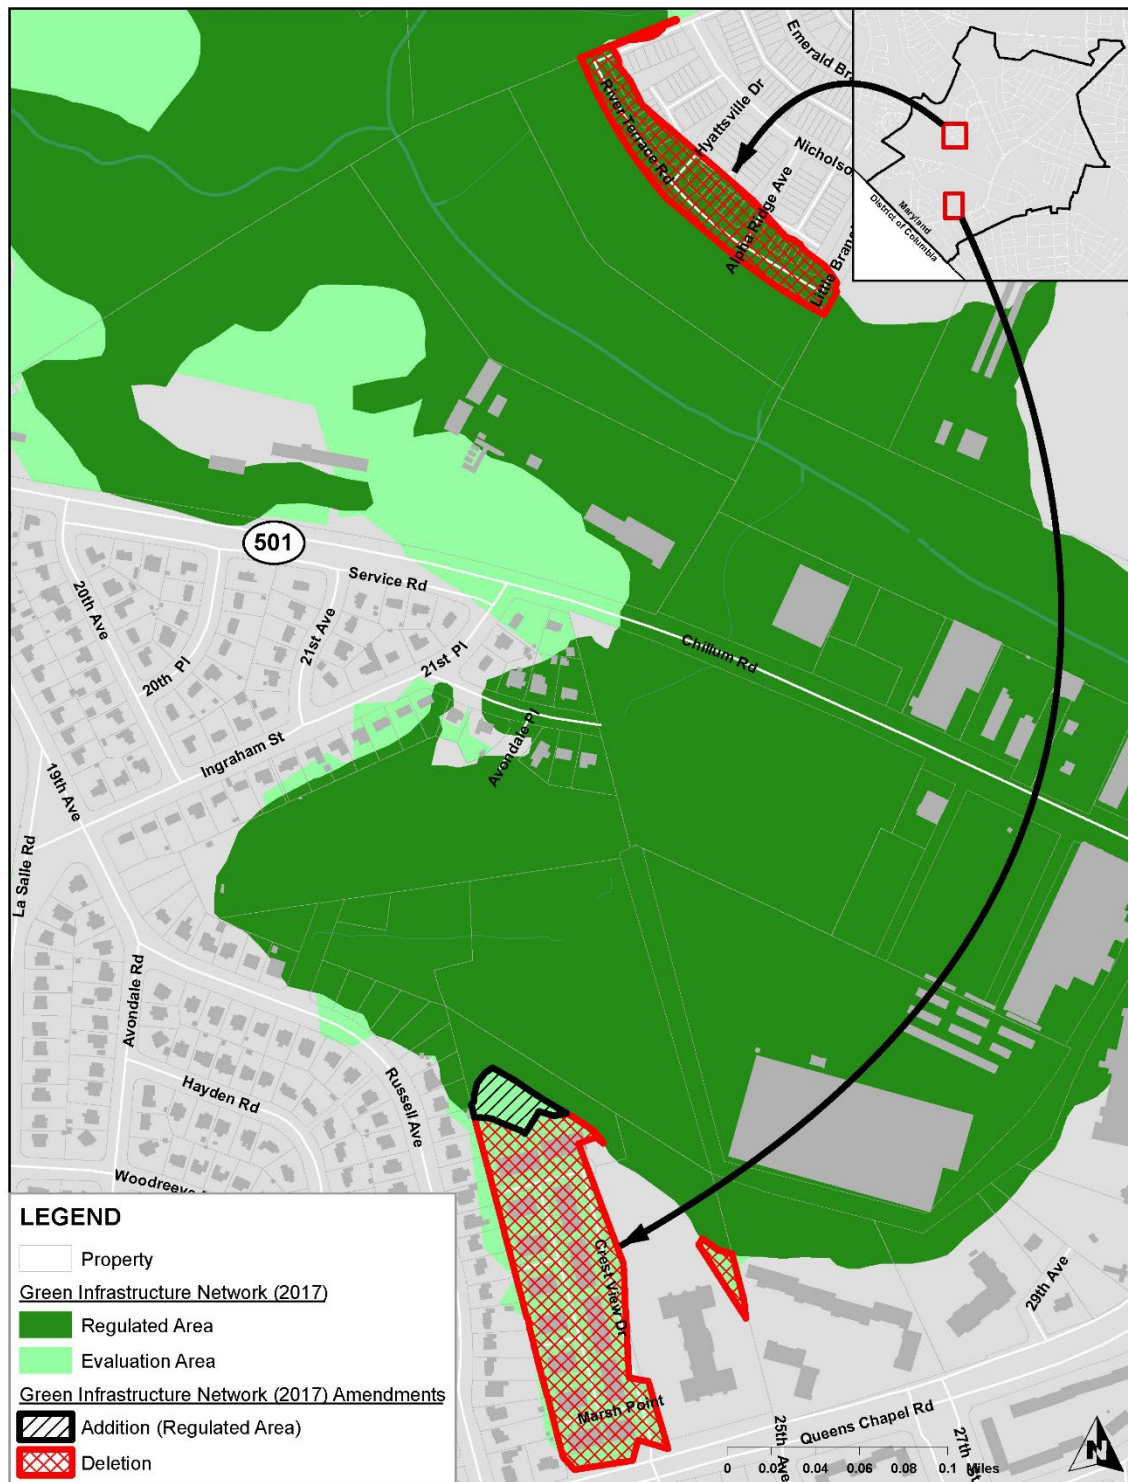 Emerald Br
Hyattsville Dr
River Terrace Rd
Nicholso
Alpha Ridge Ave
Little Bran
Maryland
District of Columbia
501
Service Rd
20th Ave
21st Ave
20th Pl
21st Pl
Chillum Rd
Ingraham St
Avondale Pl
19th Ave
La Salle Rd
Avondale Rd
Hayden Rd
Russell Ave
Crest View Dr
29th Ave
Marsh Point
Queens Chapel Rd
25th Ave
27th St
LEGEND
Property
Green Infrastructure Network (2017)
Regulated Area
Evaluation Area
Green Infrastructure Network (2017) Amendments
Addition (Regulated Area)
Deletion
0 0.02 0.04 0.06 0.08 0.1 Miles
N